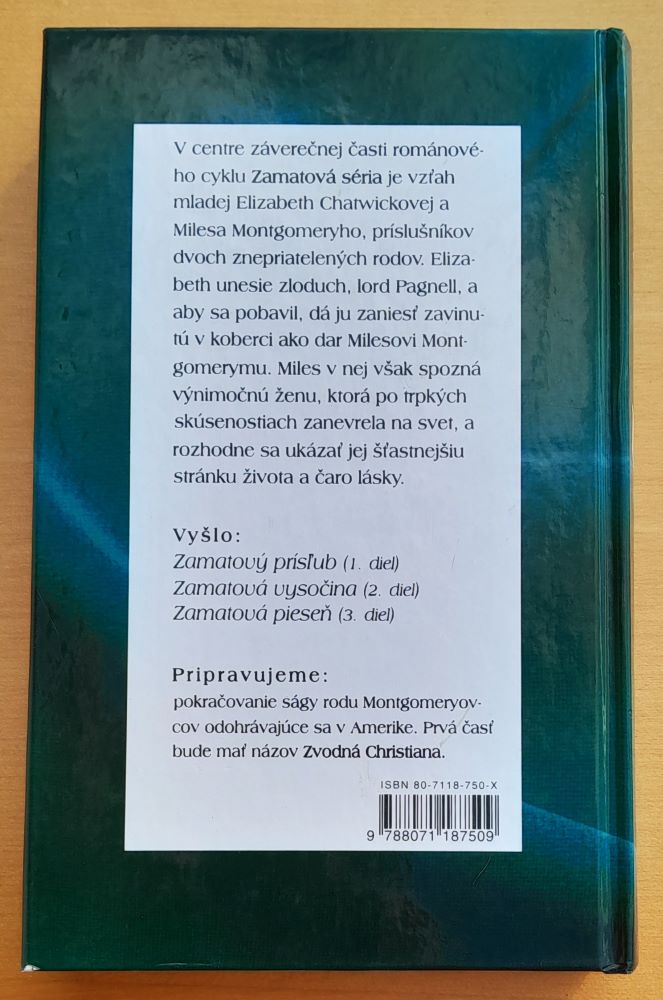 V centre záverečnej časti románové-
ho cyklu Zamatová séria je vzťah
mladej Elizabeth Chatwickovej a
Milesa Montgomeryho, príslušníkov
dvoch znepriatelených rodov. Eliza-
beth unesie zloduch, lord Pagnell, a
aby sa pobavil, dá ju zaniesť zavinu-
tú v koberci ako dar Milesovi Mont-
gomerymu. Miles v nej však spozná
výnimočnú ženu, ktorá po trpkých
skúsenostiach zanevrela na svet, a
rozhodne sa ukázať jej šťastnejšiu
stránku života a čaro lásky.
Vyšlo:
Zamatový prísľub (1. diel)
Zamatová vysočina (2. diel)
Zamatová pieseň (3. diel)
Pripravujeme:
pokračovanie ságy rodu Montgomeryov-
cov odohrávajúce sa v Amerike. Prvá časť
bude mať názov Zvodná Christiana.
ISBN 80-7118-750-X
9 788071 187509